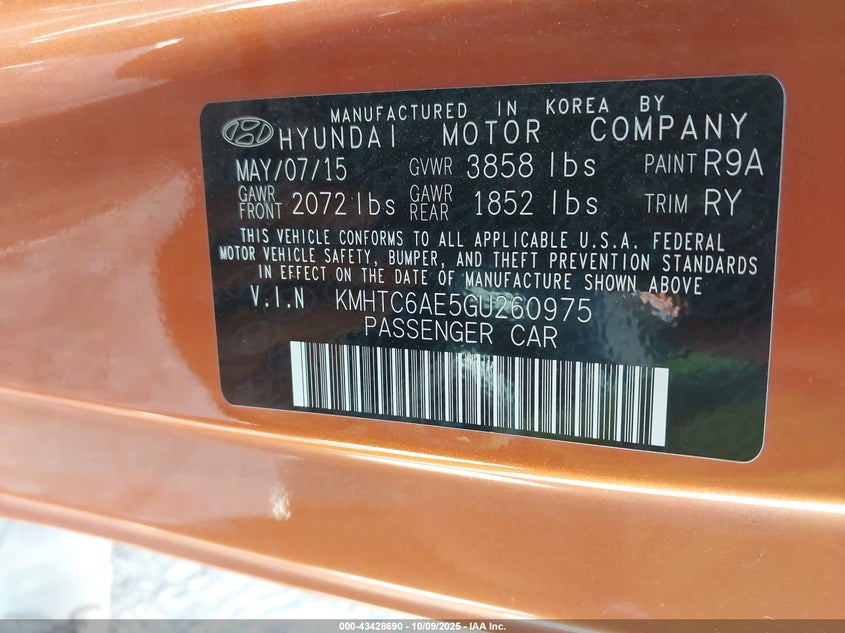 MANUFACTURED IN KOREA BY
HYUNDAI MOTOR COMPANY
MAY/07/15 GVWR 3858 lbs PAINT R9A
GAWR FRONT 2072 lbs GAWR REAR 1852 lbs TRIM RY
THIS VEHICLE CONFORMS TO ALL APPLICABLE U.S.A. FEDERAL
MOTOR VEHICLE SAFETY, BUMPER, AND THEFT PREVENTION STANDARDS
IN EFFECT ON THE DATE OF MANUFACTURE SHOWN ABOVE
V.I.N KMHTC6AE5GU260975
PASSENGER CAR
000-43428690 - 10/09/2025 - IAA Inc.